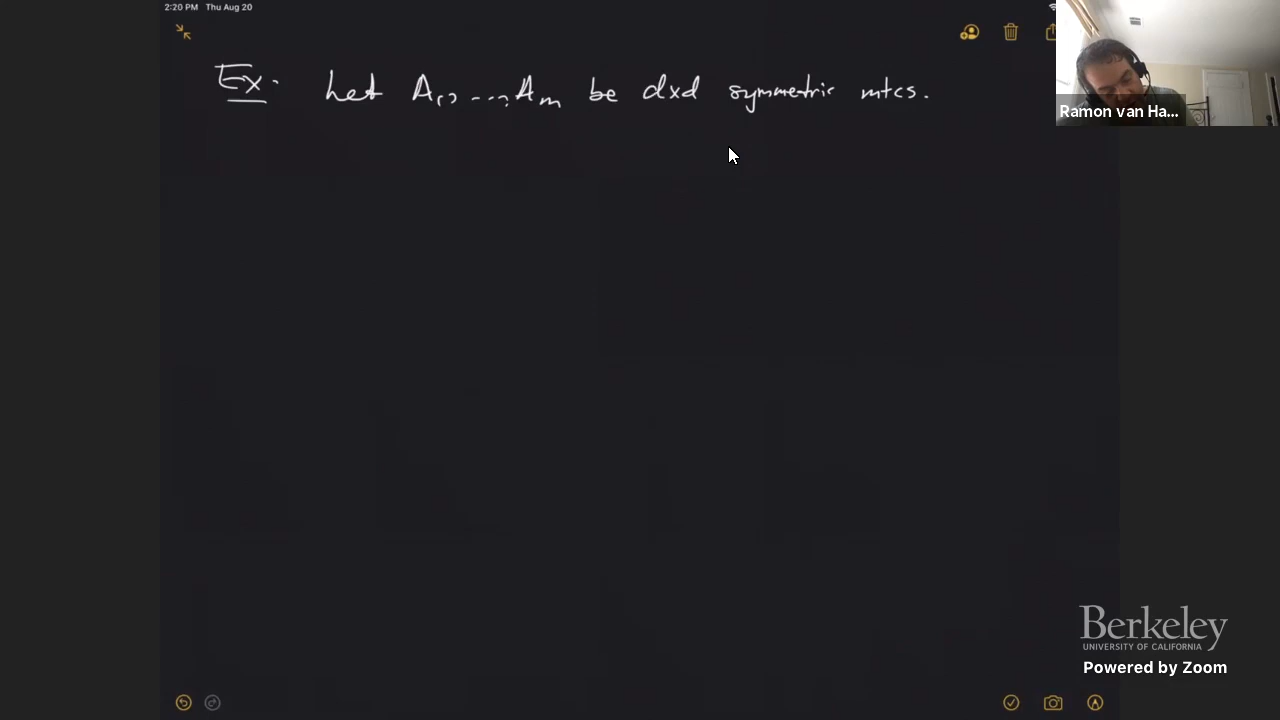 2:20 PM Thu Aug 20
Ex. Let A₁, ..., Aₘ be dxd symmetric mtcs.
Ramon van Ha...
Berkeley
UNIVERSITY OF CALIFORNIA
Powered by Zoom